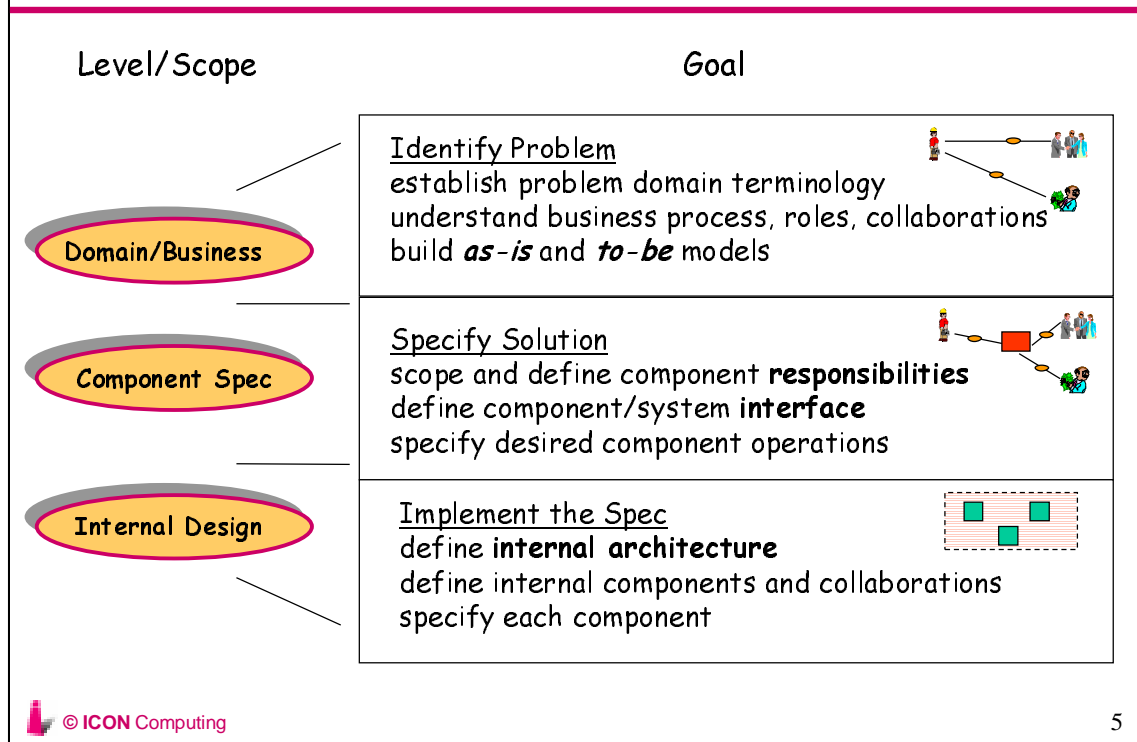 Level/Scope
Goal
Identify Problem
establish problem domain terminology
understand business process, roles, collaborations
build as-is and to-be models
Domain/Business
Specify Solution
scope and define component responsibilities
define component/system interface
specify desired component operations
Component Spec
Implement the Spec
define internal architecture
define internal components and collaborations
specify each component
Internal Design
© ICON Computing
5